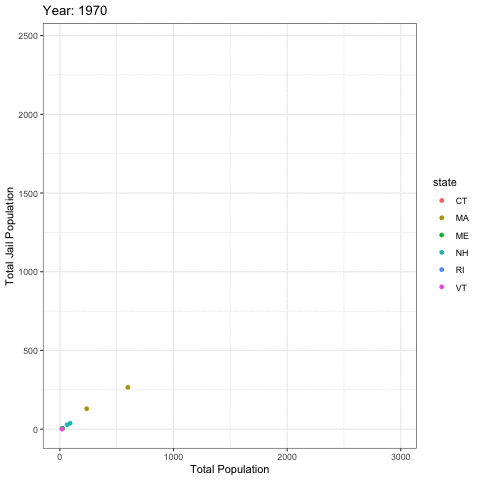 Year: 1970
2500
2000
1500
1000
500
0
Total Jail Population
0 1000 2000 3000
Total Population
state
CT
MA
ME
NH
RI
VT